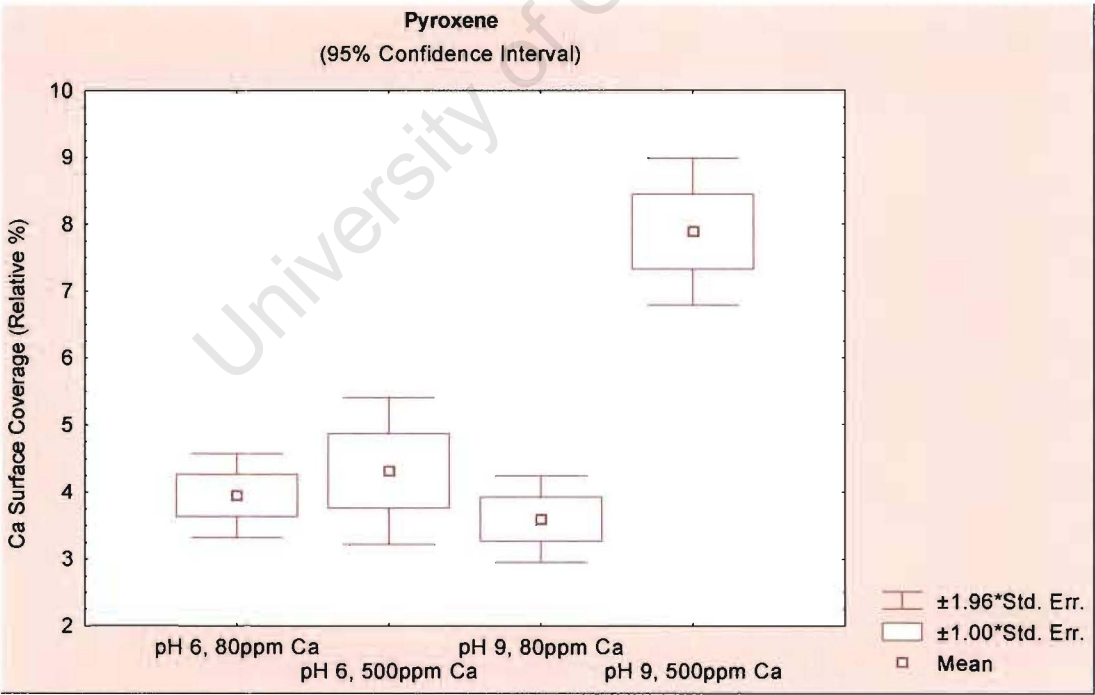 Pyroxene
(95% Confidence Interval)
University of C
Ca Surface Coverage (Relative %)
10
9
8
7
6
5
4
3
2
pH 6, 80ppm Ca
pH 6, 500ppm Ca
pH 9, 80ppm Ca
pH 9, 500ppm Ca
±1.96*Std. Err.
±1.00*Std. Err.
Mean